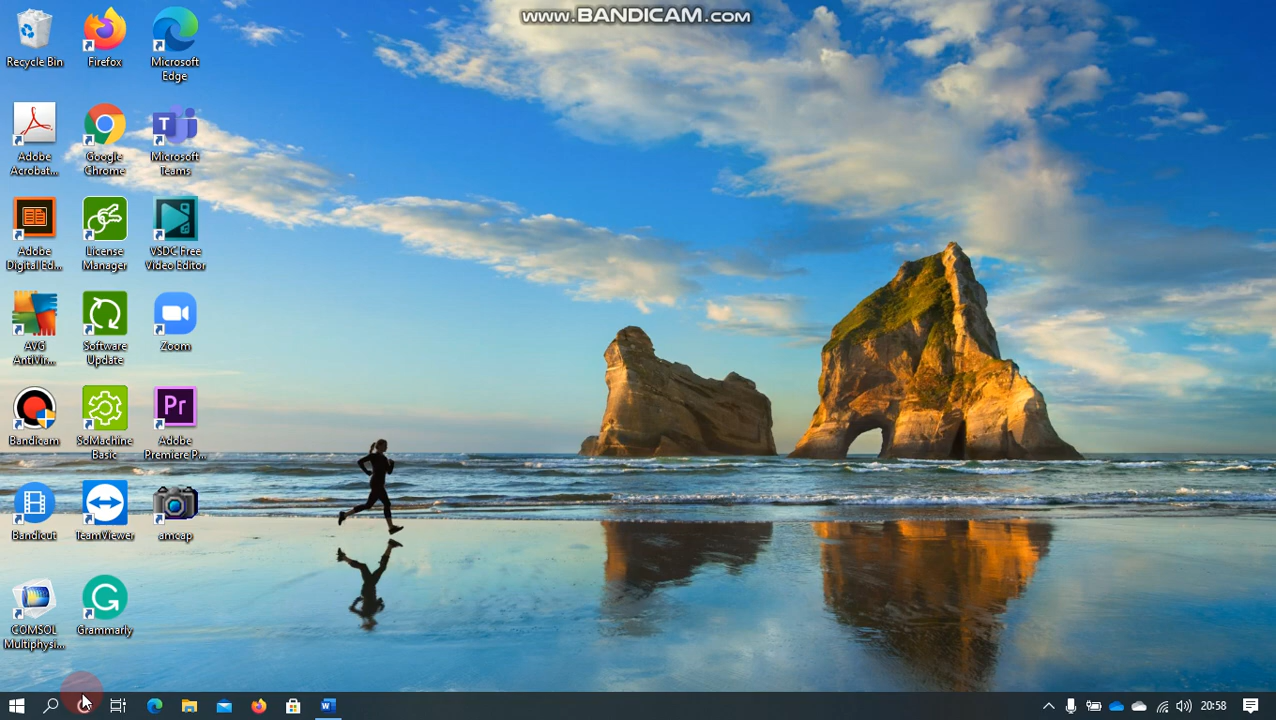 www.BANDICAM.com
Recycle Bin
Firefox
Microsoft
Edge
Adobe
Acrobat...
Google
Chrome
T
Microsoft
Teams
Adobe
Digital Ed...
License
Manager
VSDC Free
Video Editor
AVG
AntiVir...
Software
Update
Zoom
Bandicam
SoMachine
Basic
Pr
Adobe
Premiere P...
Bandicut
TeamViewer
amcap
COMSOL
Multiphysi...
G
Grammarly
W
20:58